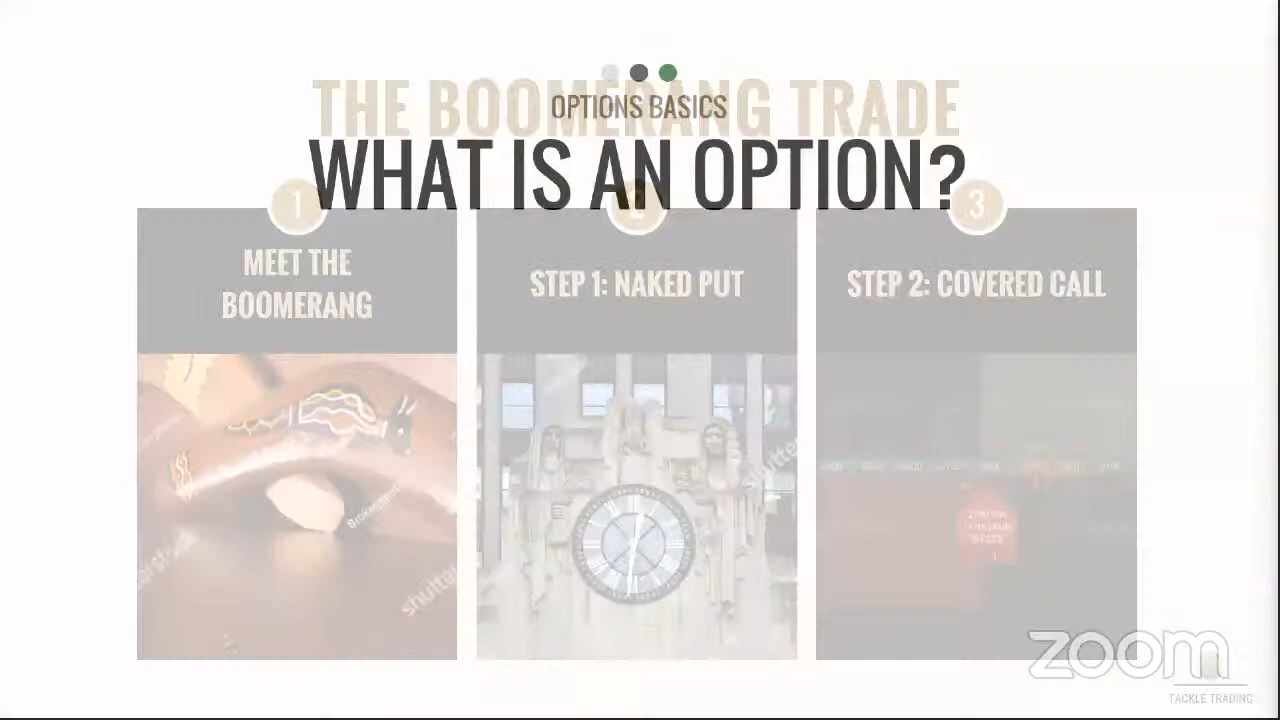 THE BOOMERANG TRADE
OPTIONS BASICS
WHAT IS AN OPTION?
1
2
3
MEET THE
BOOMERANG
STEP 1: NAKED PUT
STEP 2: COVERED CALL
zoom
TACKLE TRADING